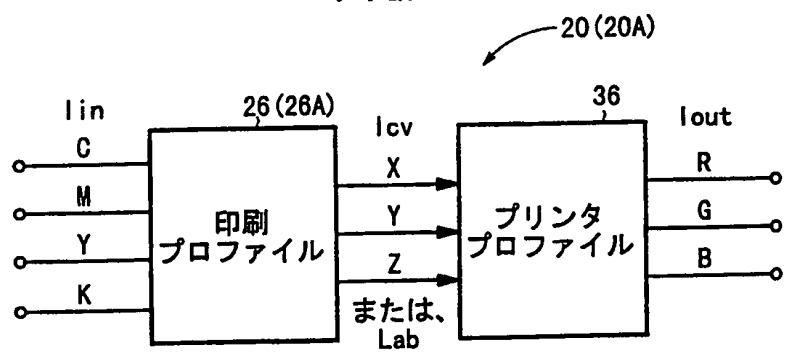 20(20A)
Iin
26(26A)
Icv
36
Iout
C
M
Y
K
印刷
プロファイル
X
Y
Z
または、
Lab
プリンタ
プロファイル
R
G
B